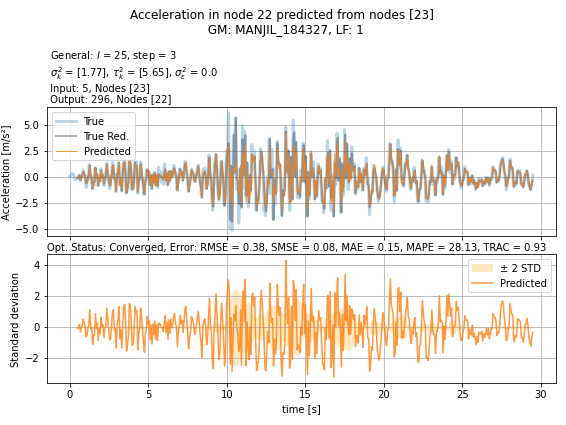 Acceleration in node 22 predicted from nodes [23]
GM: MANJIL_184327, LF: 1
General: l = 25, step = 3
σ²ₖ = [1.77], τ²ₖ = [5.65], σ²ε = 0.0
Input: 5, Nodes [23]
Output: 296, Nodes [22]
Acceleration [m/s²]
5.0
2.5
0.0
−2.5
−5.0
True
True Red.
Predicted
Opt. Status: Converged, Error: RMSE = 0.38, SMSE = 0.08, MAE = 0.15, MAPE = 28.13, TRAC = 0.93
Standard deviation
4
2
0
−2
± 2 STD
Predicted
0 5 10 15 20 25 30
time [s]